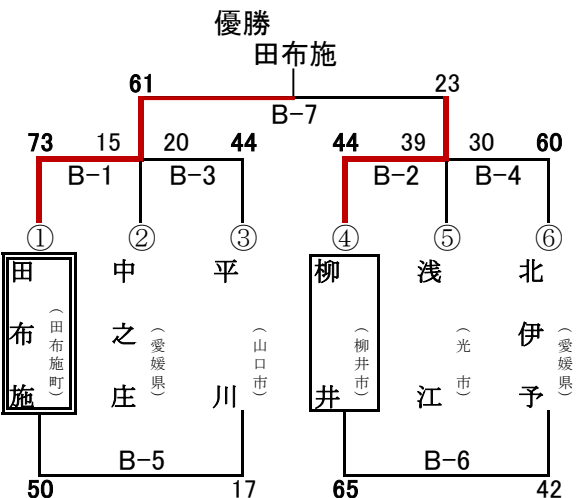 優勝
田布施
61 23
B-7
73 15 20 44 44 39 30 60
B-1 B-3 B-2 B-4
① ② ③ ④ ⑤ ⑥
田布施
(田布施町)
中之庄
(愛媛県)
平川
(山口市)
柳井
(柳井市)
浅江
(光市)
北伊予
(愛媛県)
B-5 B-6
50 17 65 42